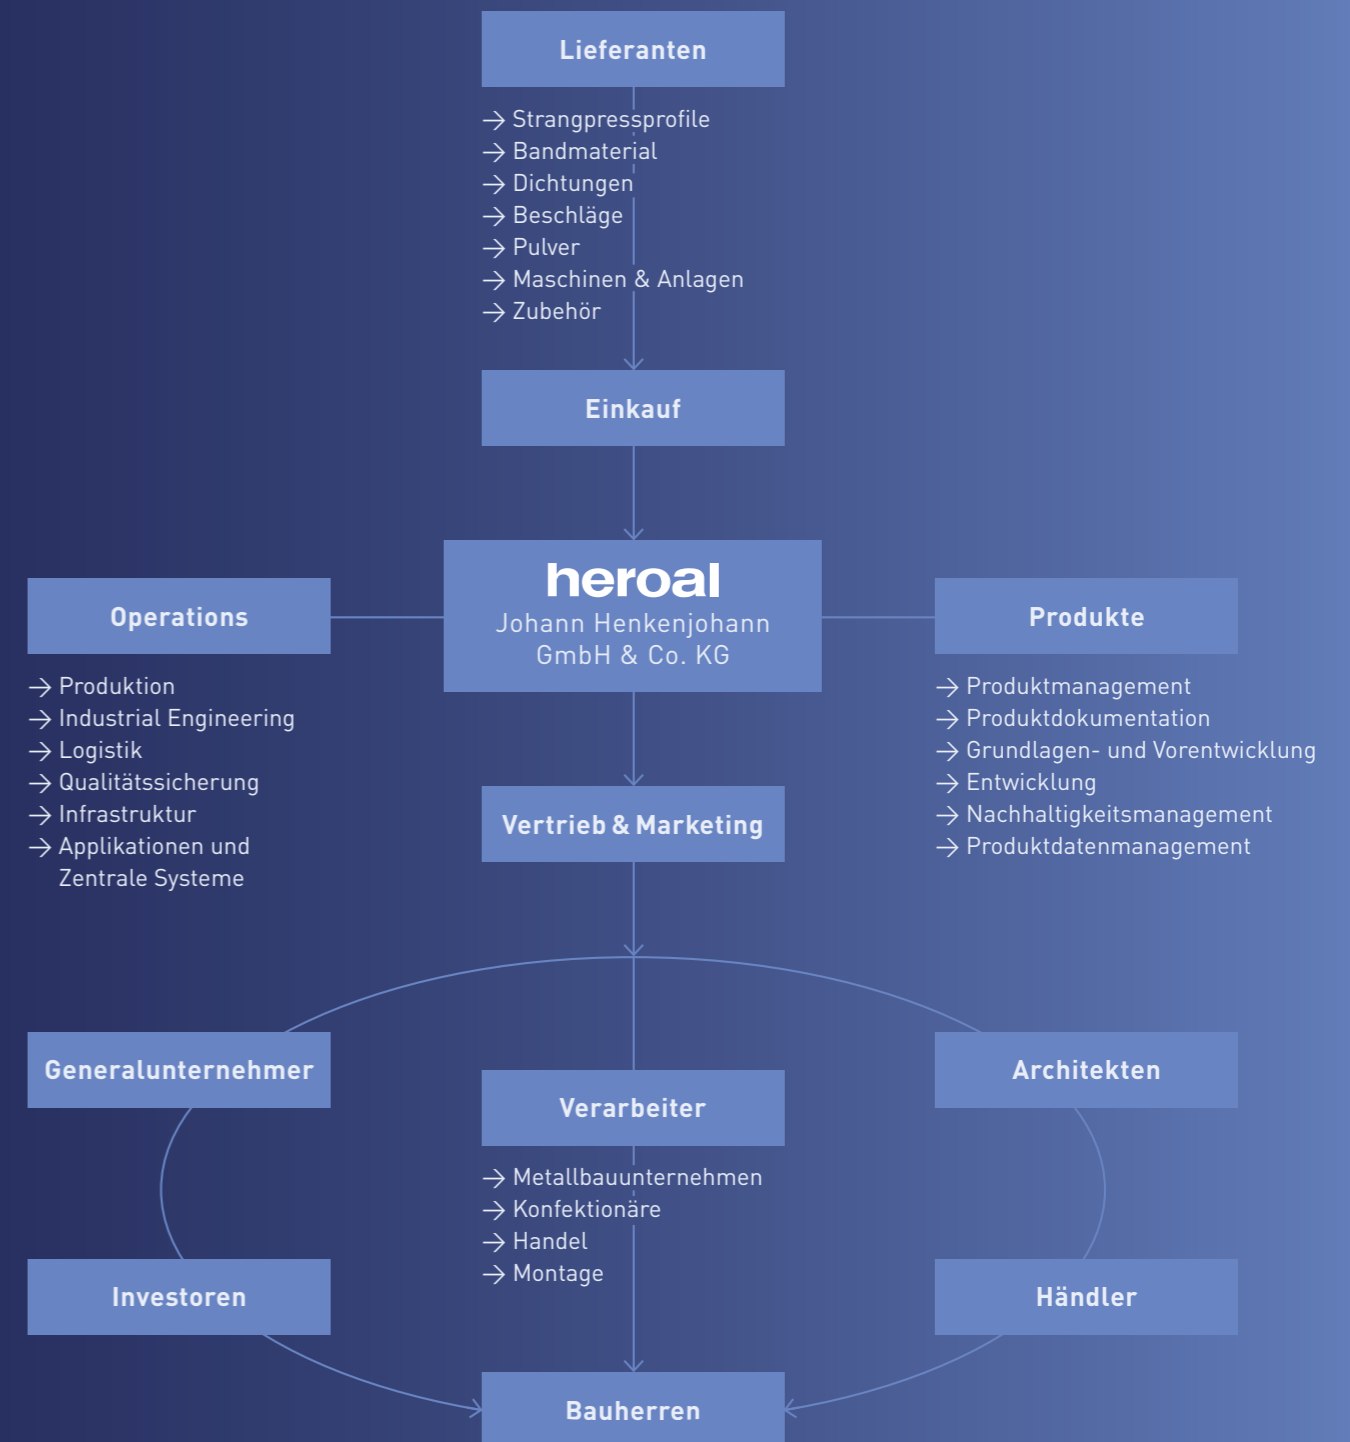 Lieferanten
→ Strangpressprofile
→ Bandmaterial
→ Dichtungen
→ Beschläge
→ Pulver
→ Maschinen & Anlagen
→ Zubehör
Einkauf
heroal
Johann Henkenjohann
GmbH & Co. KG
Operations
→ Produktion
→ Industrial Engineering
→ Logistik
→ Qualitätssicherung
→ Infrastruktur
→ Applikationen und
Zentrale Systeme
Produkte
→ Produktmanagement
→ Produktdokumentation
→ Grundlagen- und Vorentwicklung
→ Entwicklung
→ Nachhaltigkeitsmanagement
→ Produktdatenmanagement
Vertrieb & Marketing
Generalunternehmer
Architekten
Verarbeiter
→ Metallbauunternehmen
→ Konfektionäre
→ Handel
→ Montage
Investoren
Händler
Bauherren